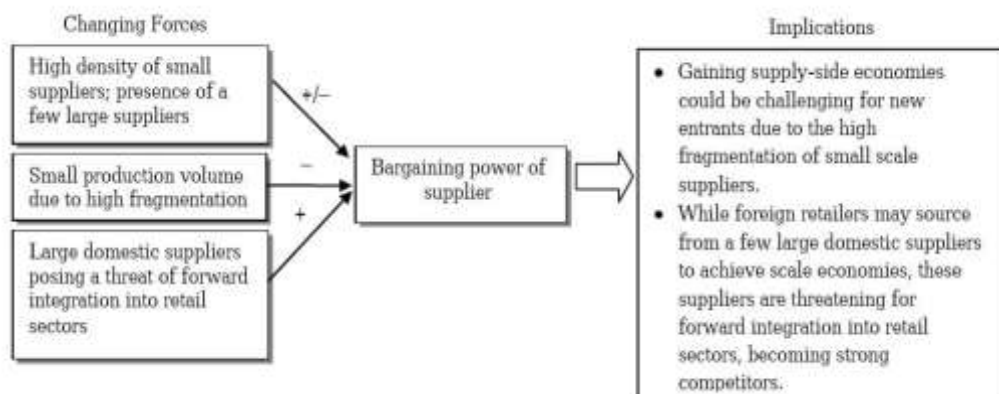 Changing Forces
High density of small
suppliers; presence of a
few large suppliers
+/−
Small production volume
due to high fragmentation
−
Large domestic suppliers
posing a threat of forward
integration into retail
sectors
+
Bargaining power of
supplier
Implications
● Gaining supply-side economies
could be challenging for new
entrants due to the high
fragmentation of small scale
suppliers.
● While foreign retailers may source
from a few large domestic suppliers
to achieve scale economies, these
suppliers are threatening for
forward integration into retail
sectors, becoming strong
competitors.